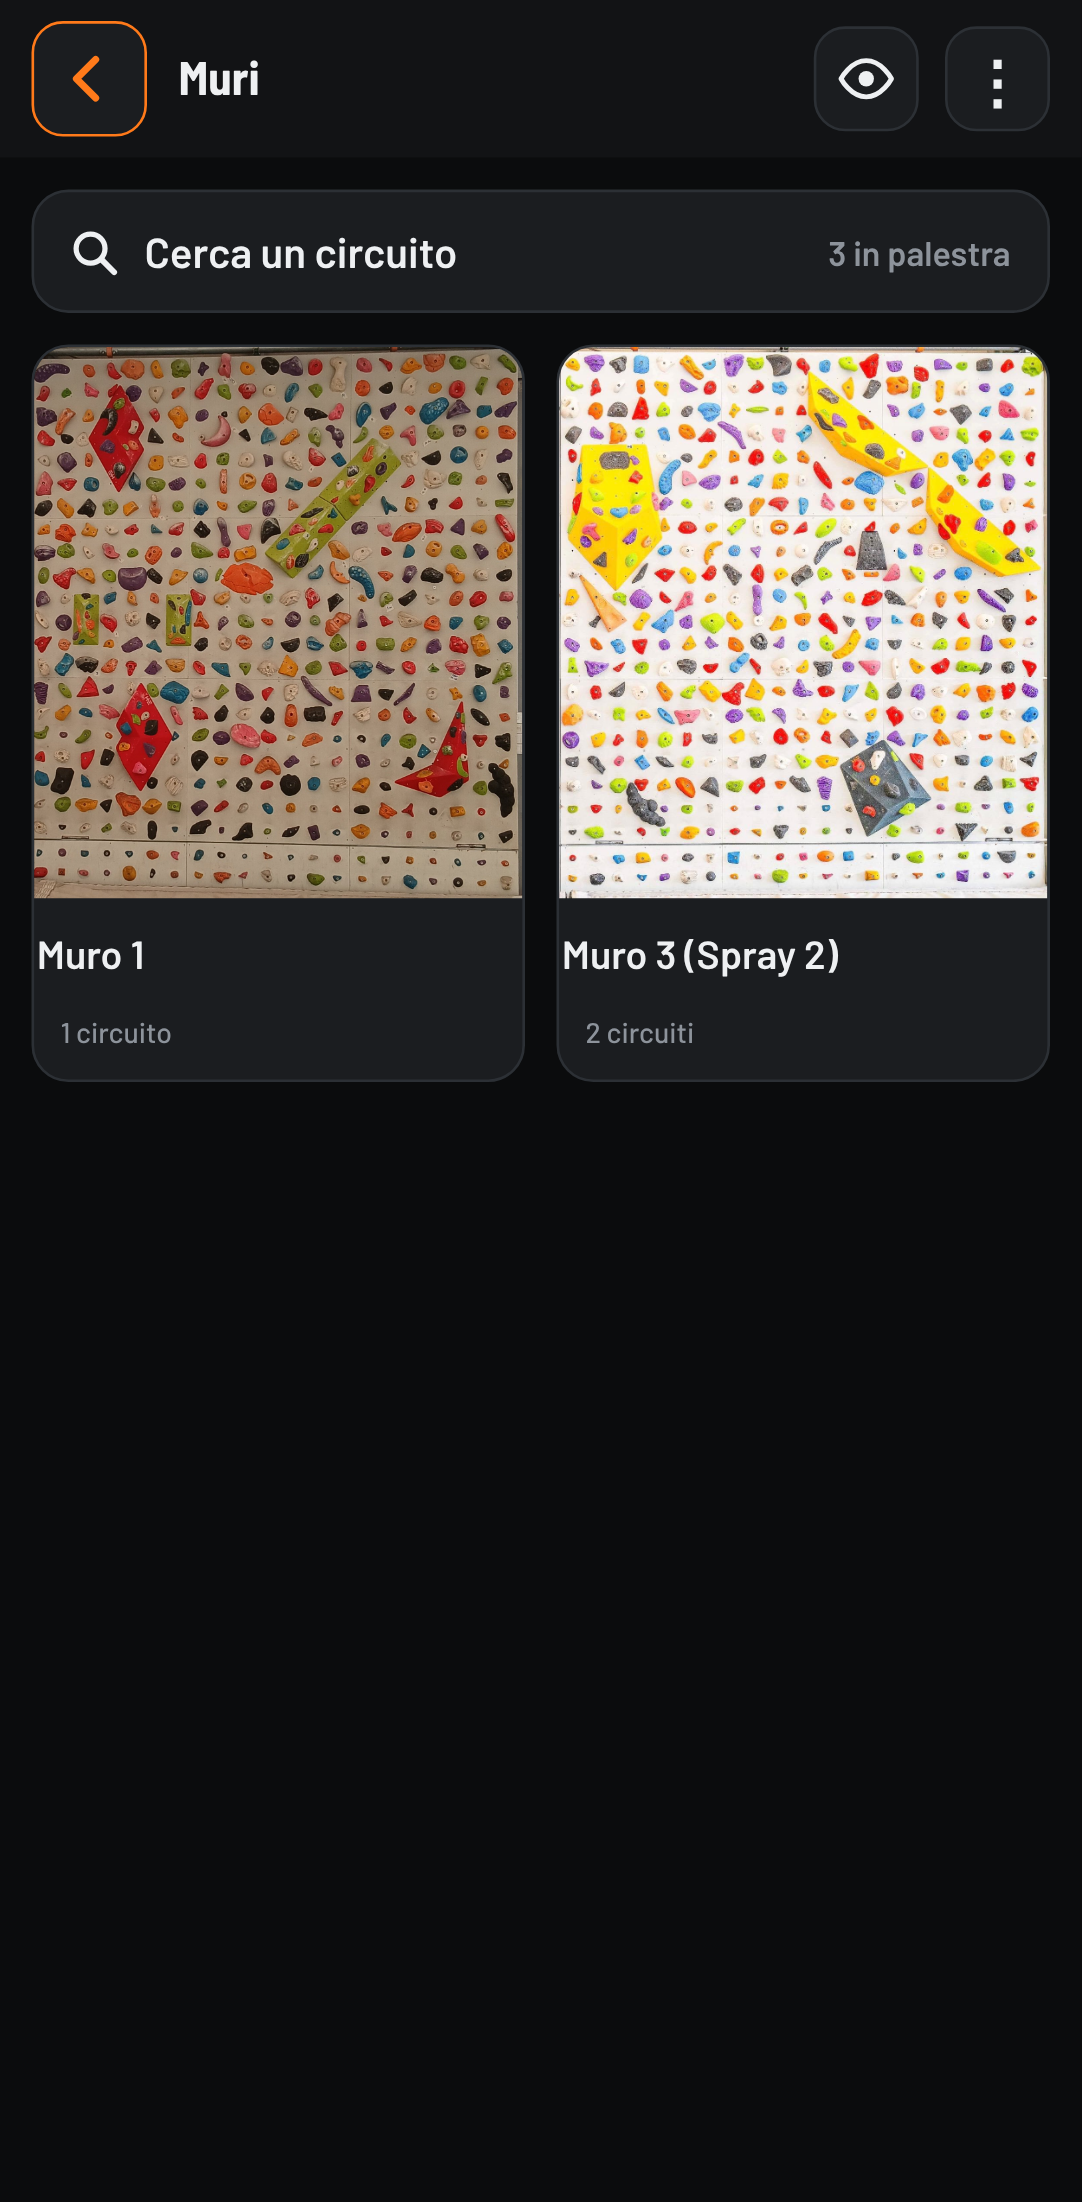 Muri
Cerca un circuito
3 in palestra
Muro 1
Muro 3 (Spray 2)
1 circuito
2 circuiti